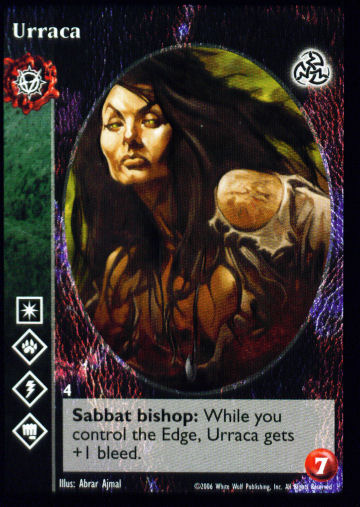 Urraca
4
Sabbat bishop: While you
control the Edge, Urraca gets
+1 bleed.
7
Illus: Abrar Ajmal
©2006 White Wolf Publishing, Inc. All Rights Reserved